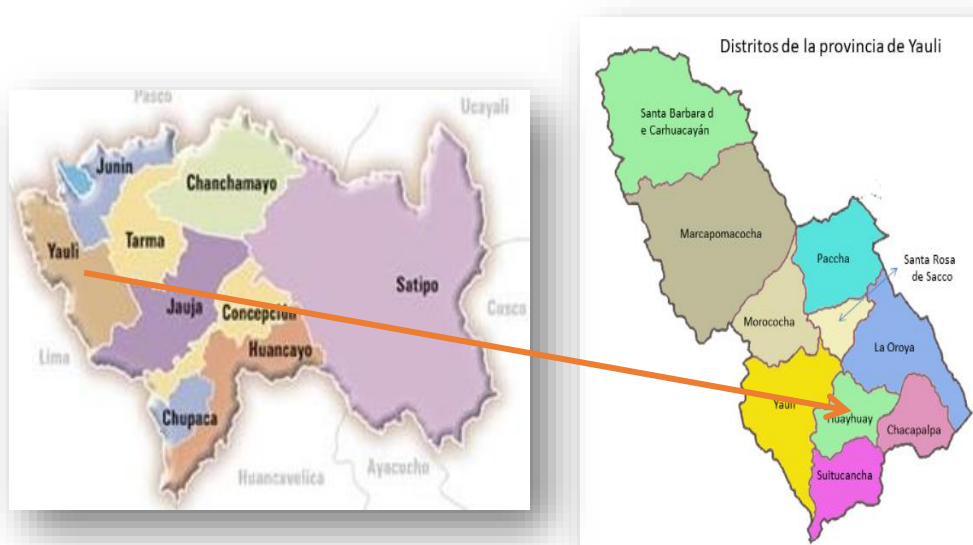 Pasco
Ucayali
Junín
Chanchamayo
Yauli
Tarma
Satipo
Jauja
Concepción
Cusco
Lima
Huancayo
Chupaca
Ayacucho
Huancavelica
Distritos de la provincia de Yauli
Santa Barbara d
e Carhuacayán
Marcapomacocha
Paccha
Santa Rosa
de Sacco
Morococha
La Oroya
Yauli
Huayhuay
Chacapalpa
Suitucancha